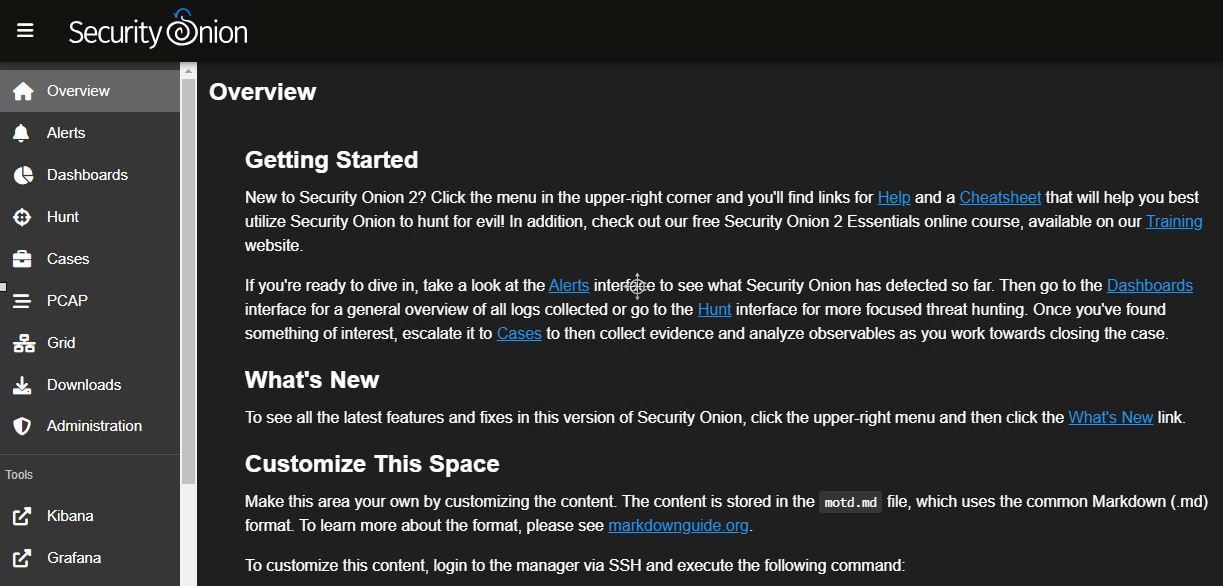 Security Onion
Overview
Alerts
Dashboards
Hunt
Cases
PCAP
Grid
Downloads
Administration
Tools
Kibana
Grafana
Overview
Getting Started
New to Security Onion 2? Click the menu in the upper-right corner and you'll find links for Help and a Cheatsheet that will help you best
utilize Security Onion to hunt for evil! In addition, check out our free Security Onion 2 Essentials online course, available on our Training
website.
If you're ready to dive in, take a look at the Alerts interface to see what Security Onion has detected so far. Then go to the Dashboards
interface for a general overview of all logs collected or go to the Hunt interface for more focused threat hunting. Once you've found
something of interest, escalate it to Cases to then collect evidence and analyze observables as you work towards closing the case.
What's New
To see all the latest features and fixes in this version of Security Onion, click the upper-right menu and then click the What's New link.
Customize This Space
Make this area your own by customizing the content. The content is stored in the motd.md file, which uses the common Markdown (.md)
format. To learn more about the format, please see markdownguide.org.
To customize this content, login to the manager via SSH and execute the following command: